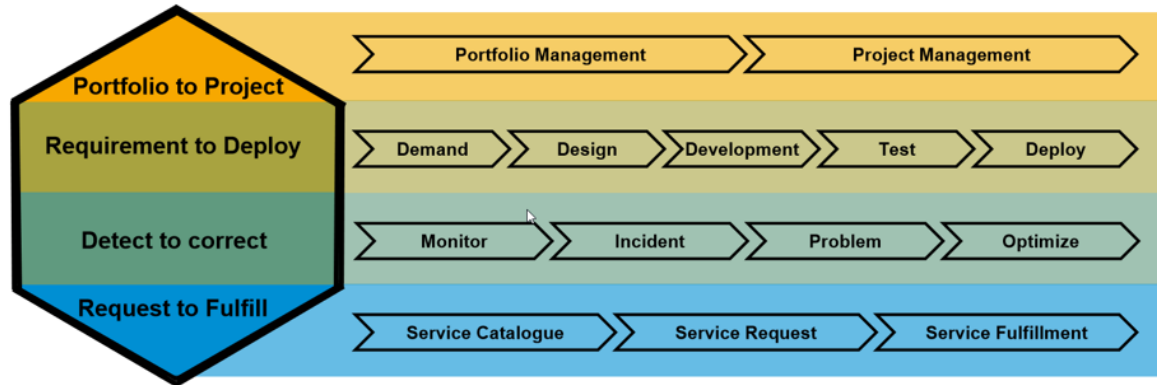 Portfolio to Project
Portfolio Management
Project Management
Requirement to Deploy
Demand
Design
Development
Test
Deploy
Detect to correct
Monitor
Incident
Problem
Optimize
Request to Fulfill
Service Catalogue
Service Request
Service Fulfillment